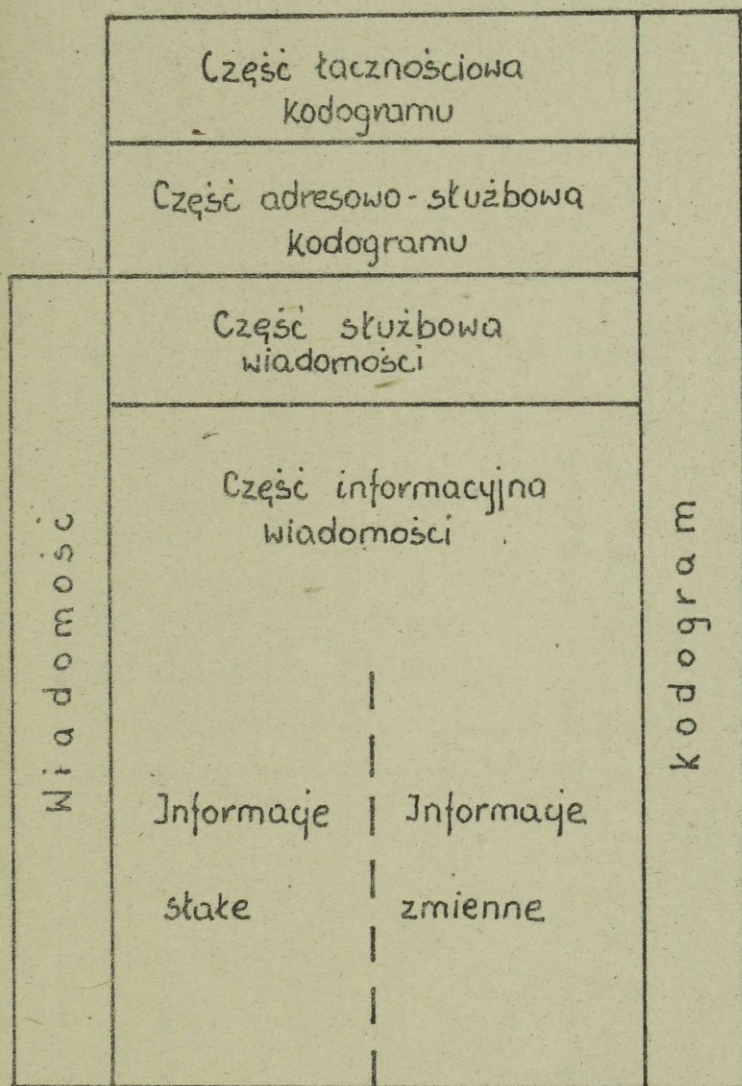 Część łącznościowa
kodogramu
Część adresowo-służbowa
kodogramu
Część służbowa
wiadomości
Część informacyjna
wiadomości
Wiadomość
kodogram
Informacje
stałe
Informacje
zmienne